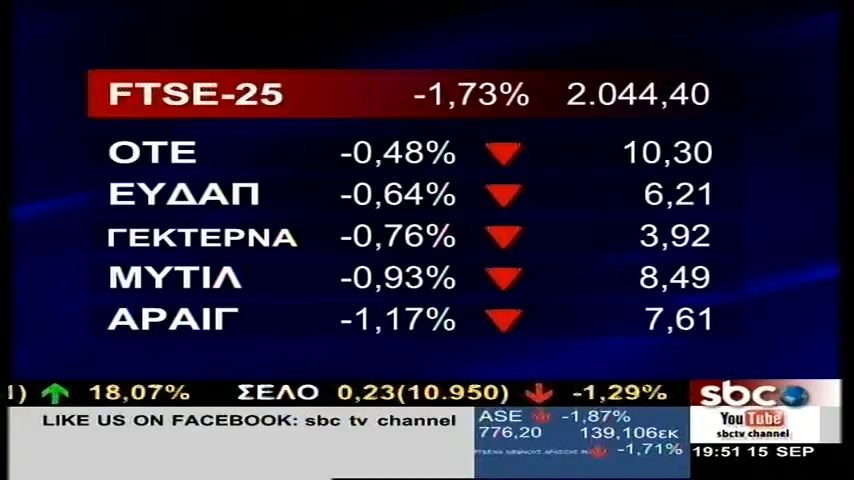 FTSE-25 -1,73% 2.044,40
ΟΤΕ -0,48% 10,30
ΕΥΔΑΠ -0,64% 6,21
ΓΕΚΤΕΡΝΑ -0,76% 3,92
ΜΥΤΙΛ -0,93% 8,49
ΑΡΑΙΓ -1,17% 7,61
) 18,07% ΣΕΛΟ 0,23(10.950) -1,29%
sbc
LIKE US ON FACEBOOK: sbc tv channel
ASE -1,87%
776,20 139,106εκ
-1,71%
YouTube
sbctv channel
19:51 15 SEP